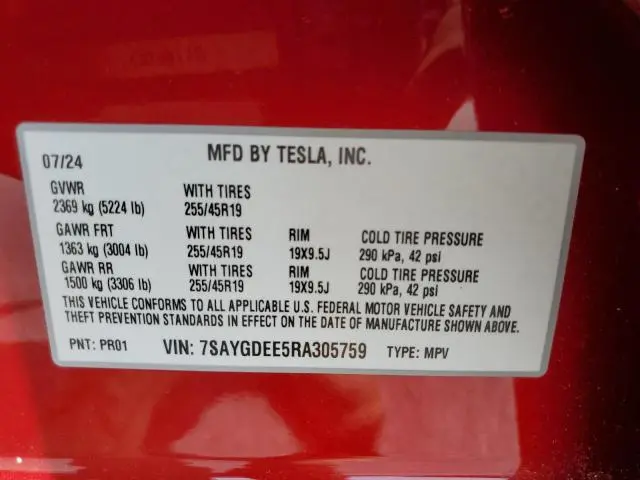 07/24 MFD BY TESLA, INC.
GVWR WITH TIRES
2369 kg (5224 lb) 255/45R19
GAWR FRT WITH TIRES RIM COLD TIRE PRESSURE
1363 kg (3004 lb) 255/45R19 19X9.5J 290 kPa, 42 psi
GAWR RR WITH TIRES RIM COLD TIRE PRESSURE
1500 kg (3306 lb) 255/45R19 19X9.5J 290 kPa, 42 psi
THIS VEHICLE CONFORMS TO ALL APPLICABLE U.S. FEDERAL MOTOR VEHICLE SAFETY AND
THEFT PREVENTION STANDARDS IN EFFECT ON THE DATE OF MANUFACTURE SHOWN ABOVE.
PNT: PR01 VIN: 7SAYGDEE5RA305759 TYPE: MPV